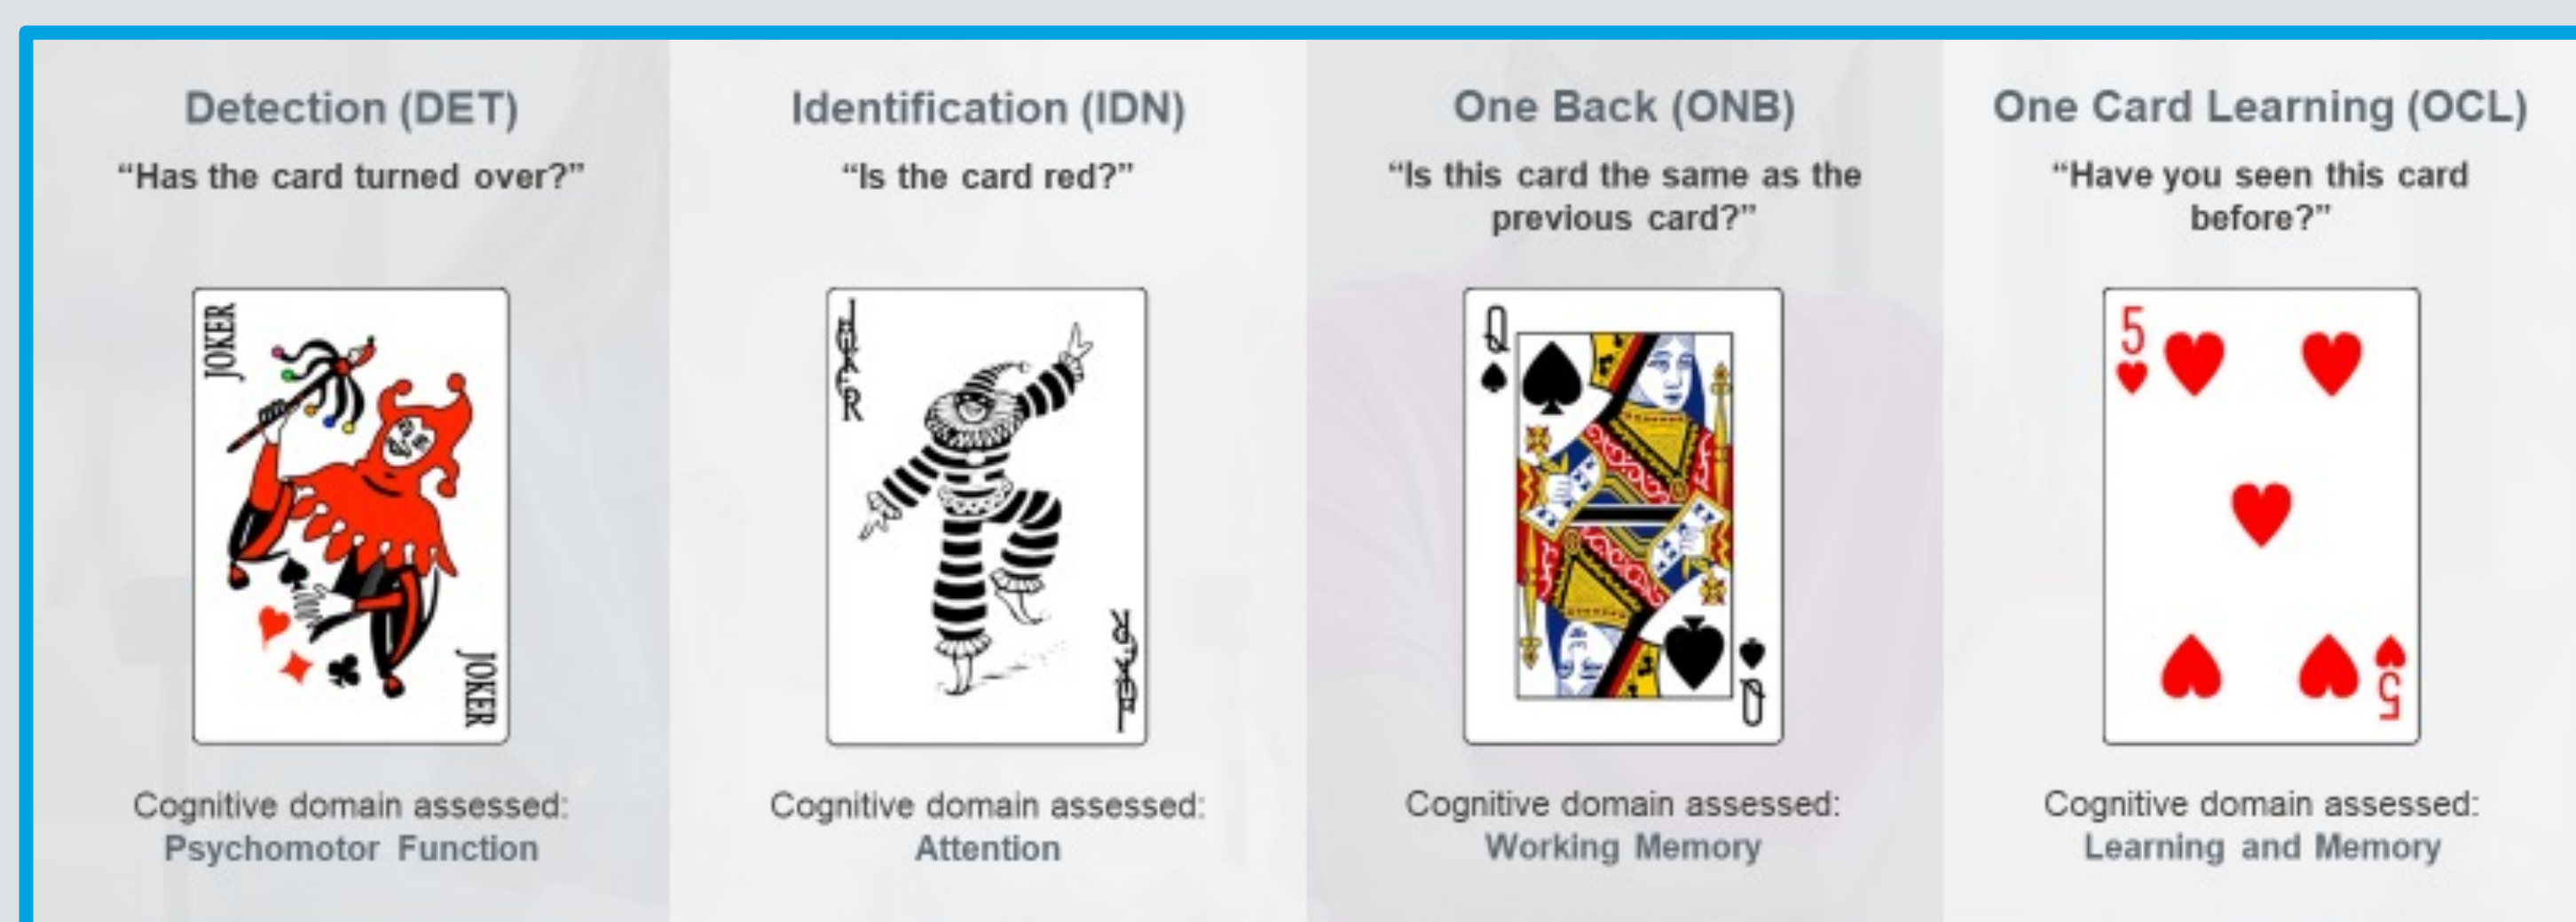 Detection (DET)
“Has the card turned over?”
JOKER
JOKER
Cognitive domain assessed:
Psychomotor Function
Identification (IDN)
“Is the card red?”
JOKER
JOKER
Cognitive domain assessed:
Attention
One Back (ONB)
“Is this card the same as the
previous card?”
Q
Q
Cognitive domain assessed:
Working Memory
One Card Learning (OCL)
“Have you seen this card
before?”
5
5
Cognitive domain assessed:
Learning and Memory